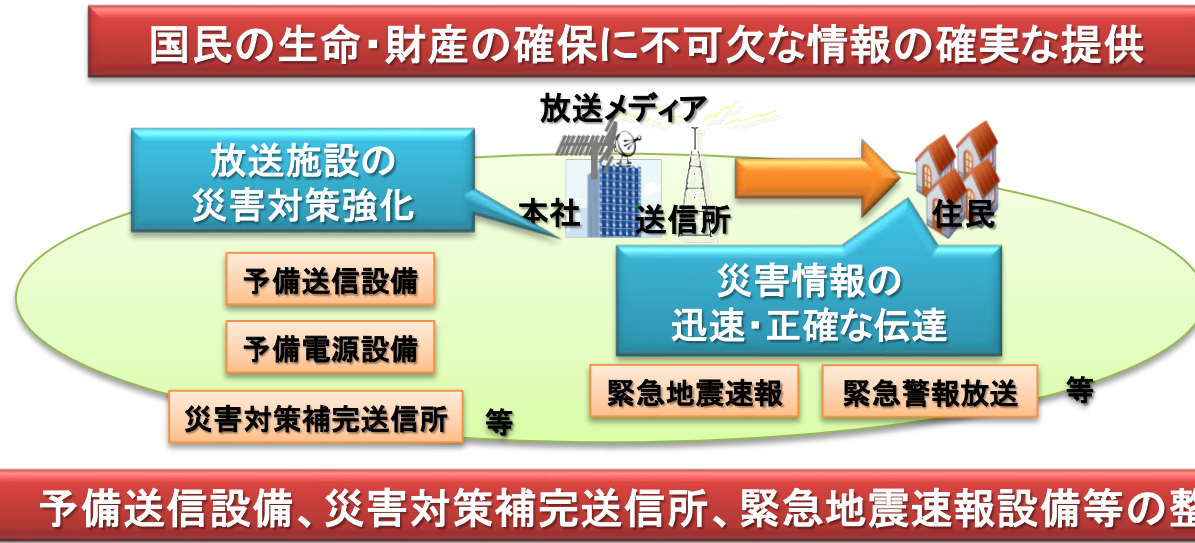 国民の生命・財産の確保に不可欠な情報の確実な提供
放送メディア
放送施設の
災害対策強化
本社
送信所
住民
予備送信設備
予備電源設備
災害対策補完送信所
等
災害情報の
迅速・正確な伝達
緊急地震速報
緊急警報放送
等
予備送信設備、災害対策補完送信所、緊急地震速報設備等の整